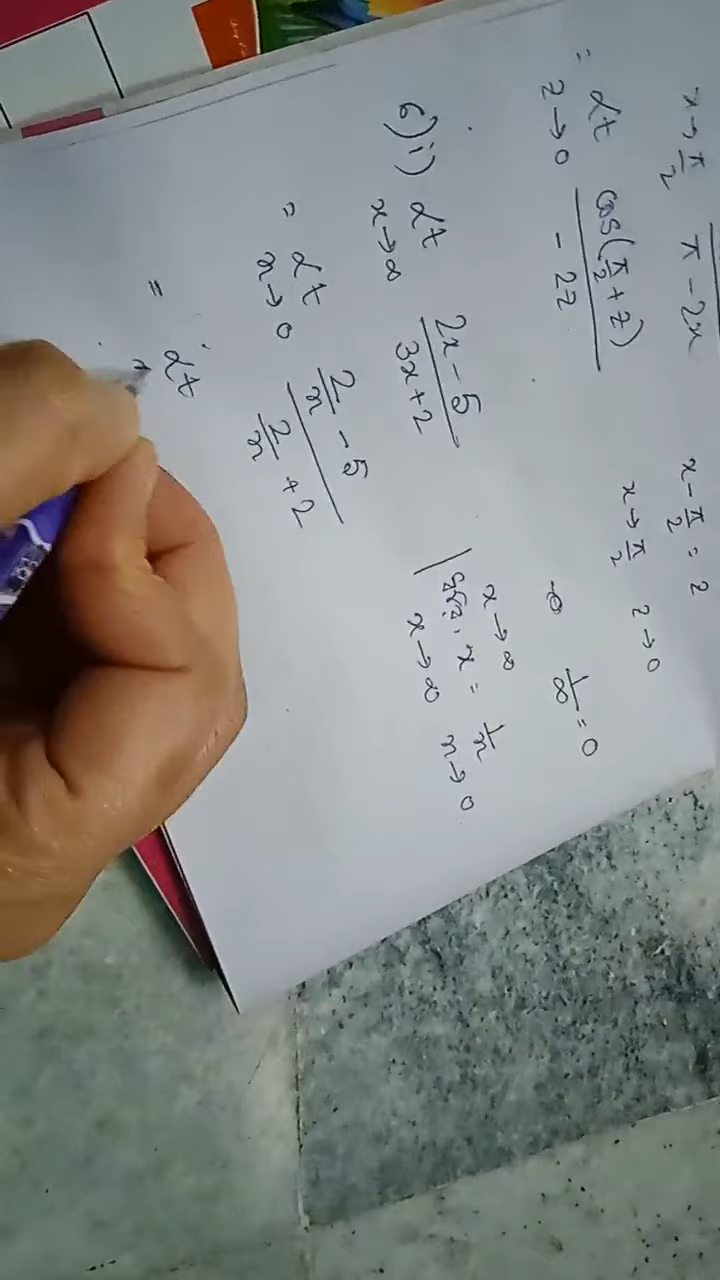 x→π/2 π - 2x
x - π/2 = z
= Lt z→0 cos(π/2 + z) / - 2z
x→π/2 z→0
1/∞ = 0
6) i) Lt x→∞ (2x - 5) / (3x + 2)
x→∞
ধরি, x = 1/n
x→∞ n→0
= Lt n→0 (2/n - 5) / (2/n + 2)
= Lt